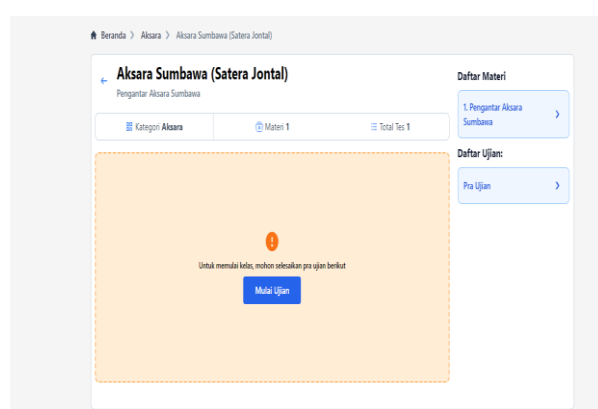 Beranda > Aksara > Aksara Sumbawa (Satera Jontal)
← Aksara Sumbawa (Satera Jontal)
Pengantar Aksara Sumbawa
Kategori Aksara
Materi 1
Total Tes 1
Untuk memulai kelas, mohon selesaikan pra ujian berikut
Mulai Ujian
Daftar Materi
1. Pengantar Aksara
Sumbawa
Daftar Ujian:
Pra Ujian